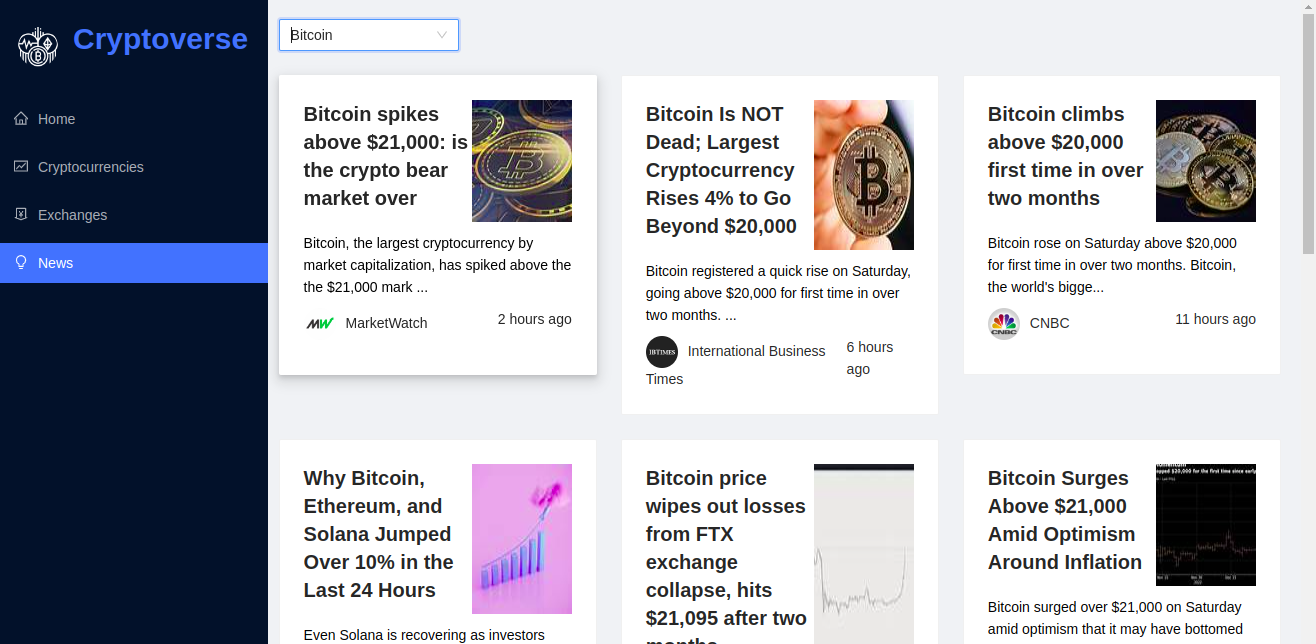 Cryptoverse
Home
Cryptocurrencies
Exchanges
News
Bitcoin
Bitcoin spikes
above $21,000: is
the crypto bear
market over
Bitcoin, the largest cryptocurrency by
market capitalization, has spiked above the
the $21,000 mark ...
MW
MarketWatch
2 hours ago
Bitcoin Is NOT
Dead; Largest
Cryptocurrency
Rises 4% to Go
Beyond $20,000
Bitcoin registered a quick rise on Saturday,
going above $20,000 for first time in over
two months. ...
IBTIMES
International Business
Times
6 hours
ago
Bitcoin climbs
above $20,000
first time in over
two months
Bitcoin rose on Saturday above $20,000
for first time in over two months. Bitcoin,
the world's bigge...
CNBC
CNBC
11 hours ago
Why Bitcoin,
Ethereum, and
Solana Jumped
Over 10% in the
Last 24 Hours
Even Solana is recovering as investors
Bitcoin price
wipes out losses
from FTX
exchange
collapse, hits
$21,095 after two
months
Bitcoin Surges
Above $21,000
Amid Optimism
Around Inflation
Bitcoin surged over $21,000 on Saturday
amid optimism that it may have bottomed